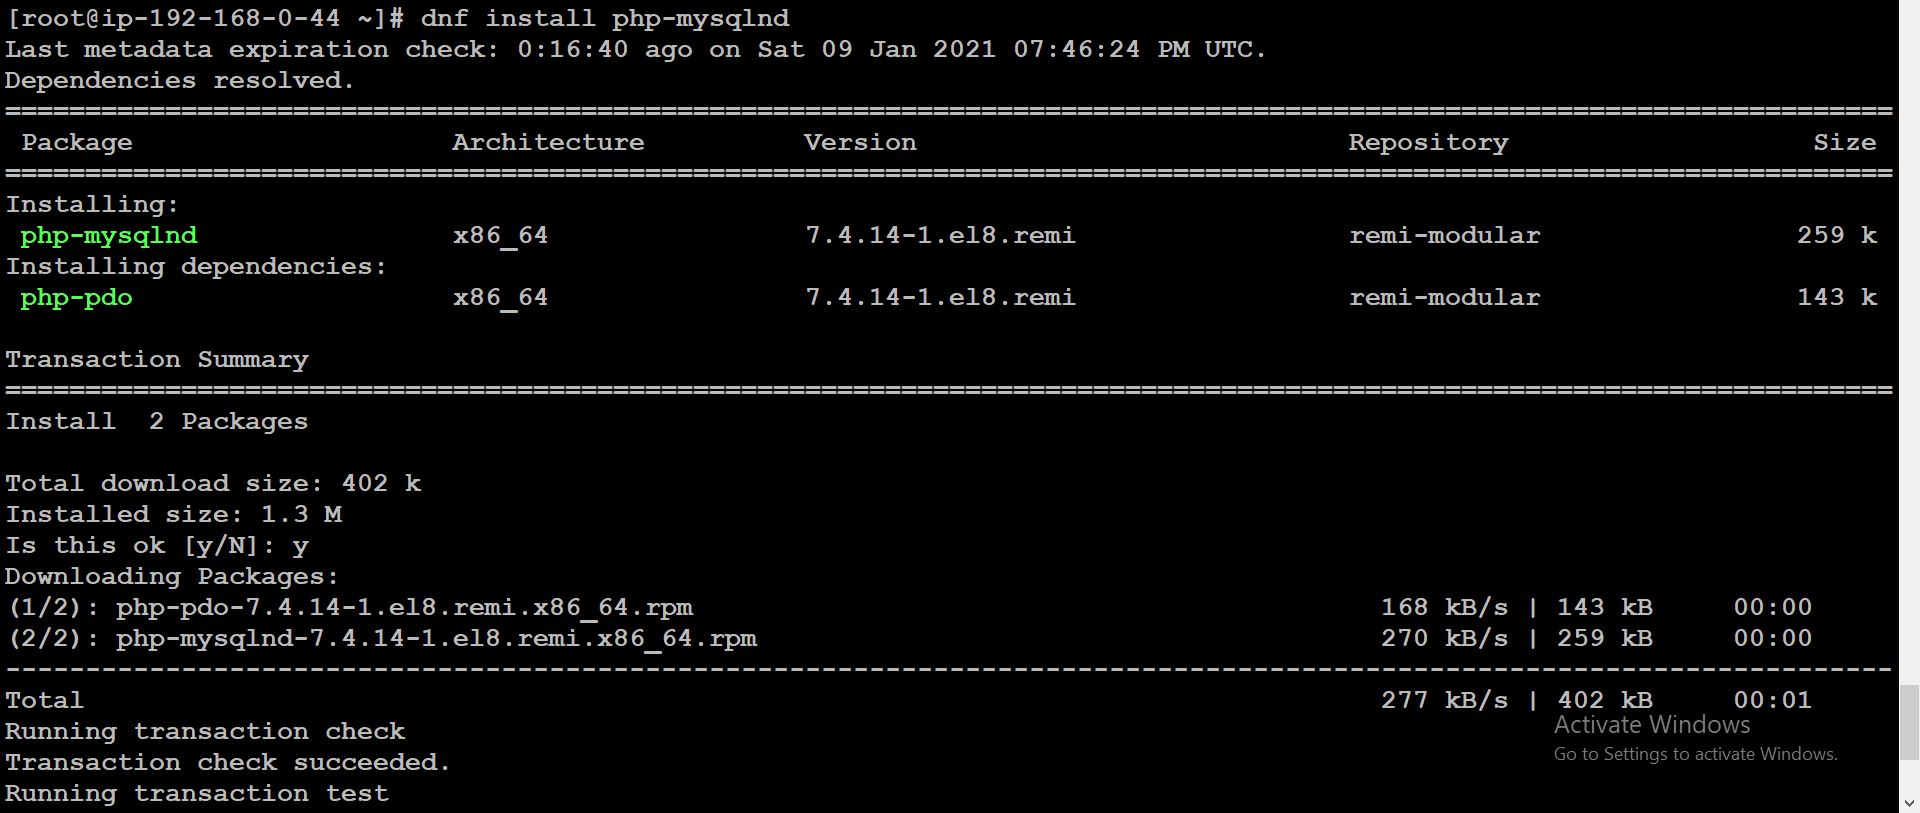 [root@ip-192-168-0-44 ~]# dnf install php-mysqlnd
Last metadata expiration check: 0:16:40 ago on Sat 09 Jan 2021 07:46:24 PM UTC.
Dependencies resolved.
======================================================================================================================
Package Architecture Version Repository Size
======================================================================================================================
Installing:
php-mysqlnd x86_64 7.4.14-1.el8.remi remi-modular 259 k
Installing dependencies:
php-pdo x86_64 7.4.14-1.el8.remi remi-modular 143 k
Transaction Summary
======================================================================================================================
Install  2 Packages
Total download size: 402 k
Installed size: 1.3 M
Is this ok [y/N]: y
Downloading Packages:
(1/2): php-pdo-7.4.14-1.el8.remi.x86_64.rpm 168 kB/s | 143 kB 00:00
(2/2): php-mysqlnd-7.4.14-1.el8.remi.x86_64.rpm 270 kB/s | 259 kB 00:00
----------------------------------------------------------------------------------------------------------------------
Total 277 kB/s | 402 kB 00:01
Running transaction check
Transaction check succeeded.
Running transaction test
Activate Windows
Go to Settings to activate Windows.